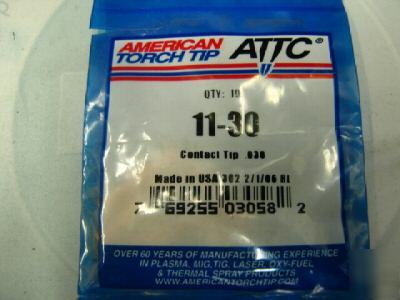 AMERICAN
TORCH TIP
ATTC®
QTY: 10
11-30
Contact Tip .030
Made in USA 302 2/1/06 RL
7 69255 03058 2
OVER 60 YEARS OF MANUFACTURING EXPERIENCE
IN PLASMA, MIG, TIG, LASER, OXY-FUEL
& THERMAL SPRAY PRODUCTS
WWW.AMERICANTORCHTIP.COM